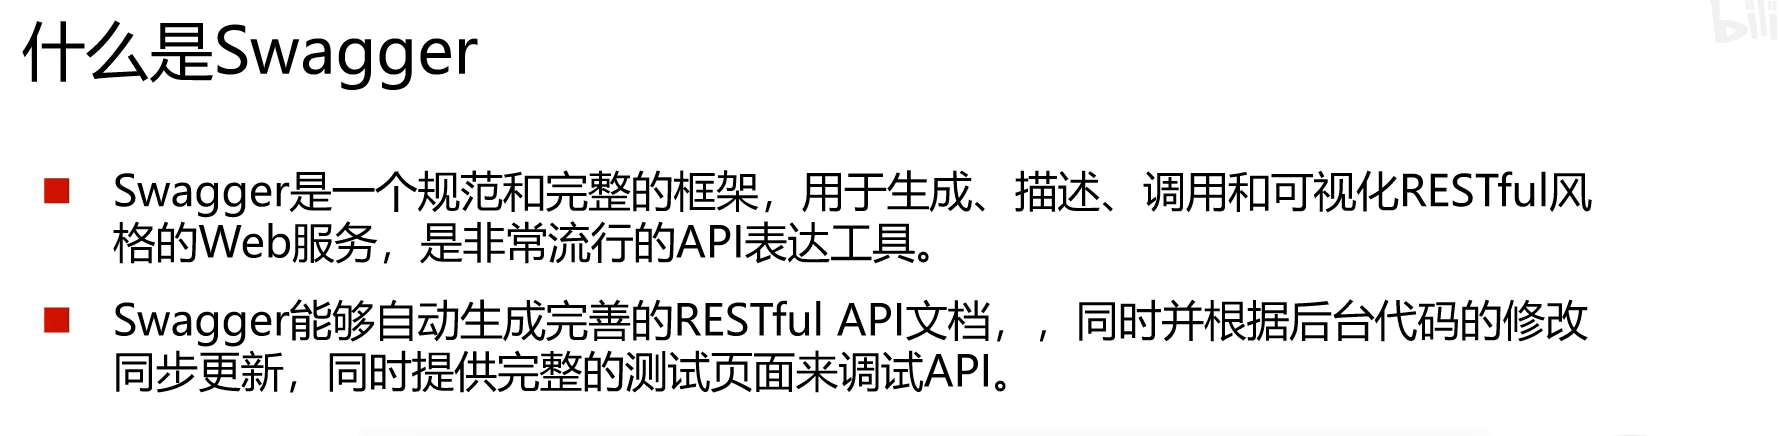 什么是Swagger
bili
Swagger是一个规范和完整的框架，用于生成、描述、调用和可视化RESTful风
格的Web服务，是非常流行的API表达工具。
Swagger能够自动生成完善的RESTful API文档，，同时并根据后台代码的修改
同步更新，同时提供完整的测试页面来调试API。